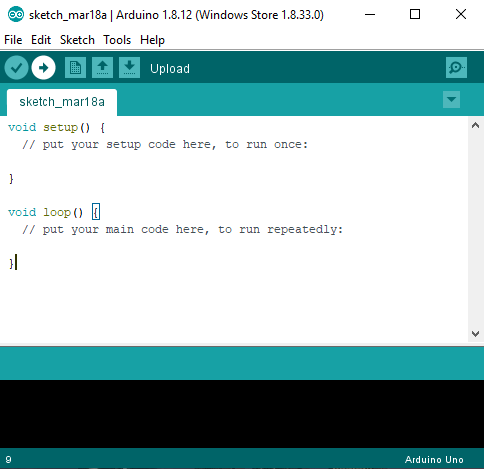 sketch_mar18a | Arduino 1.8.12 (Windows Store 1.8.33.0)
File Edit Sketch Tools Help
Upload
sketch_mar18a
void setup() {
  // put your setup code here, to run once:
}
void loop() {
  // put your main code here, to run repeatedly:
}
9 Arduino Uno